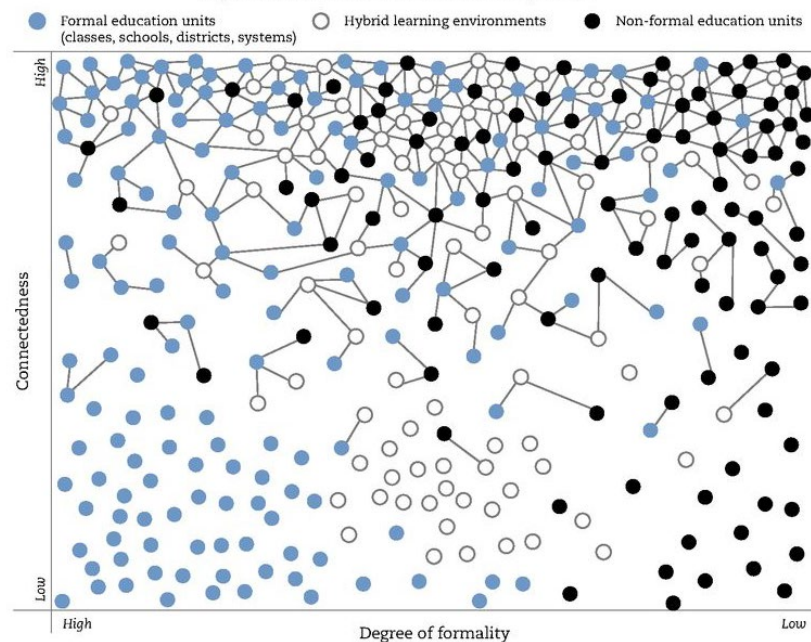 Formal education units
(classes, schools, districts, systems)
Hybrid learning environments
Non-formal education units
High
Connectedness
Low
High
Degree of formality
Low